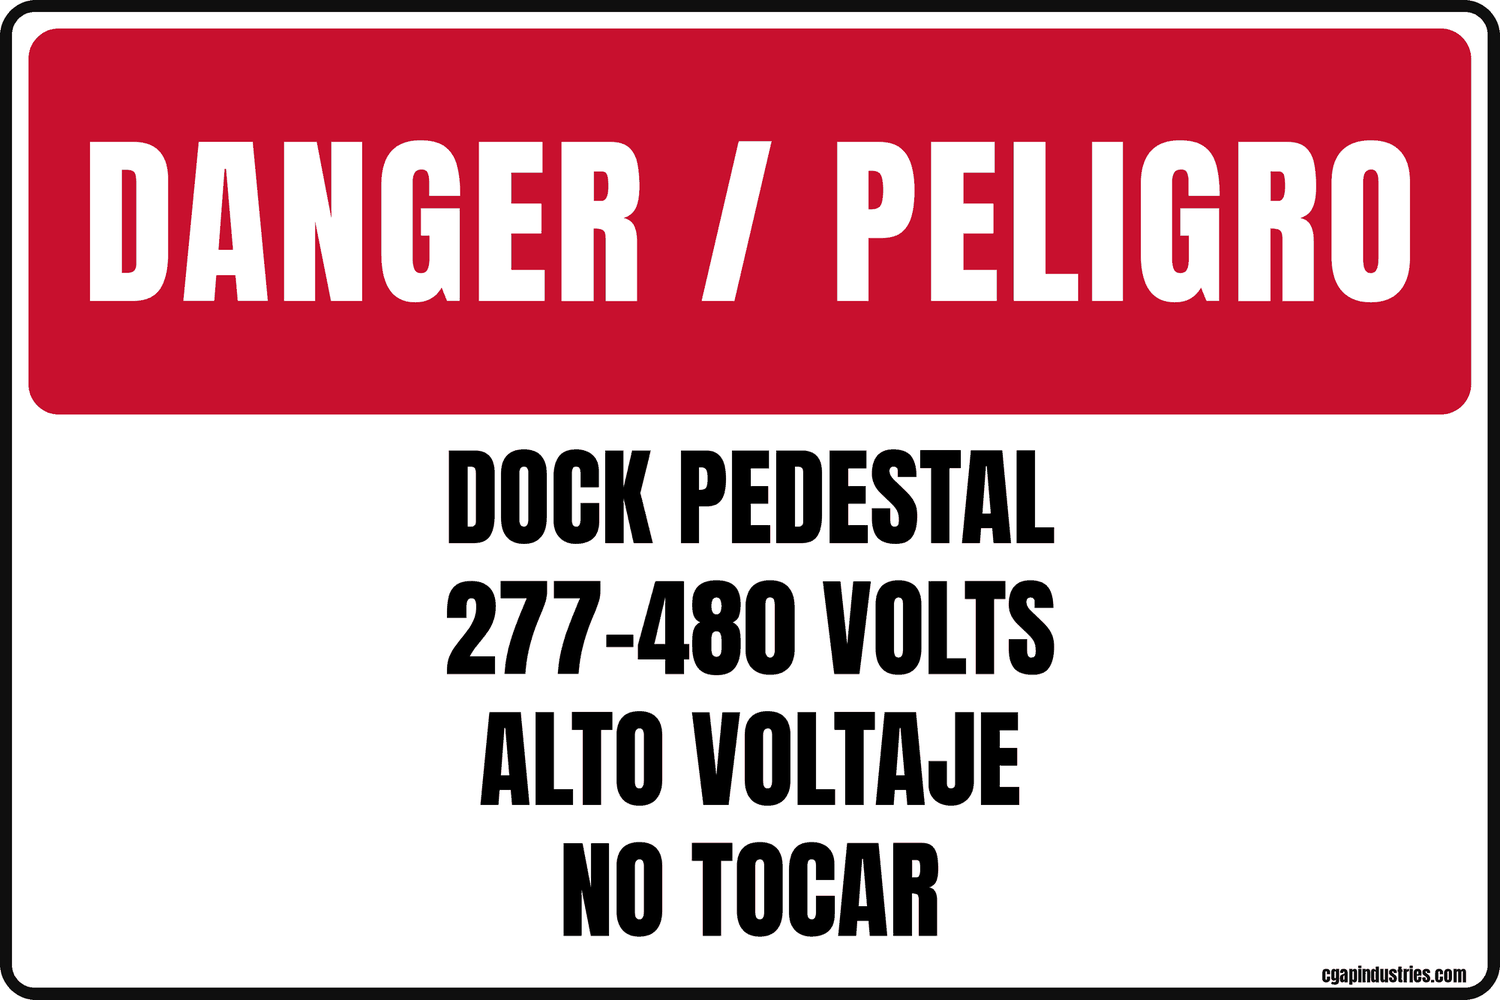 DANGER / PELIGRO
DOCK PEDESTAL
277-480 VOLTS
ALTO VOLTAJE
NO TOCAR
cgapindustries.com